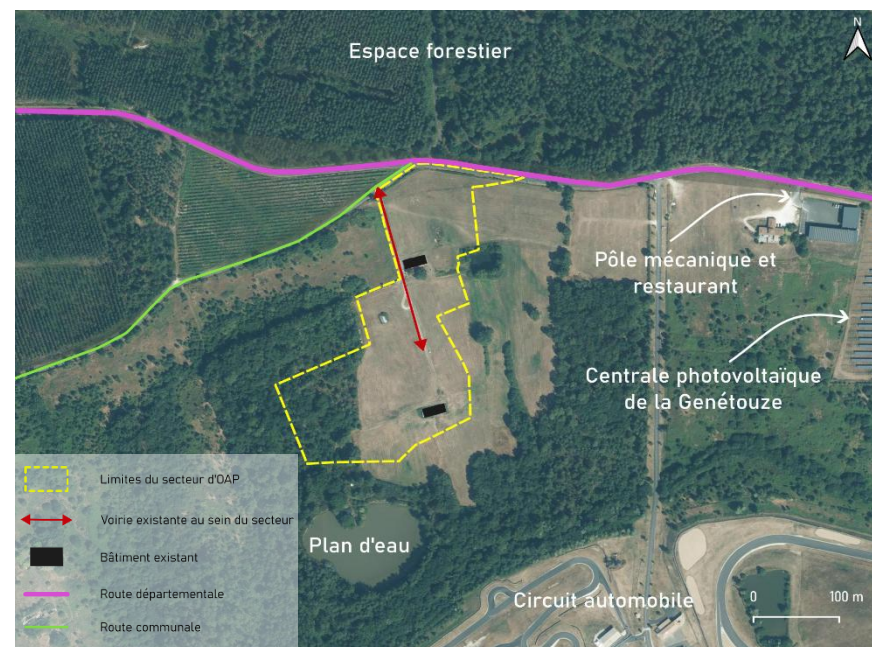 Espace forestier
N
Pôle mécanique et
restaurant
Centrale photovoltaïque
de la Genétouze
Limites du secteur d'OAP
Voirie existante au sein du secteur
Bâtiment existant
Route départementale
Route communale
Plan d'eau
Circuit automobile
0 100 m